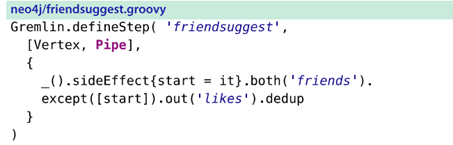 neo4j/friendsuggest.groovy
Gremlin.defineStep( 'friendsuggest',
[Vertex, Pipe],
{
_().sideEffect{start = it}.both('friends').
except([start]).out('likes').dedup
}
)